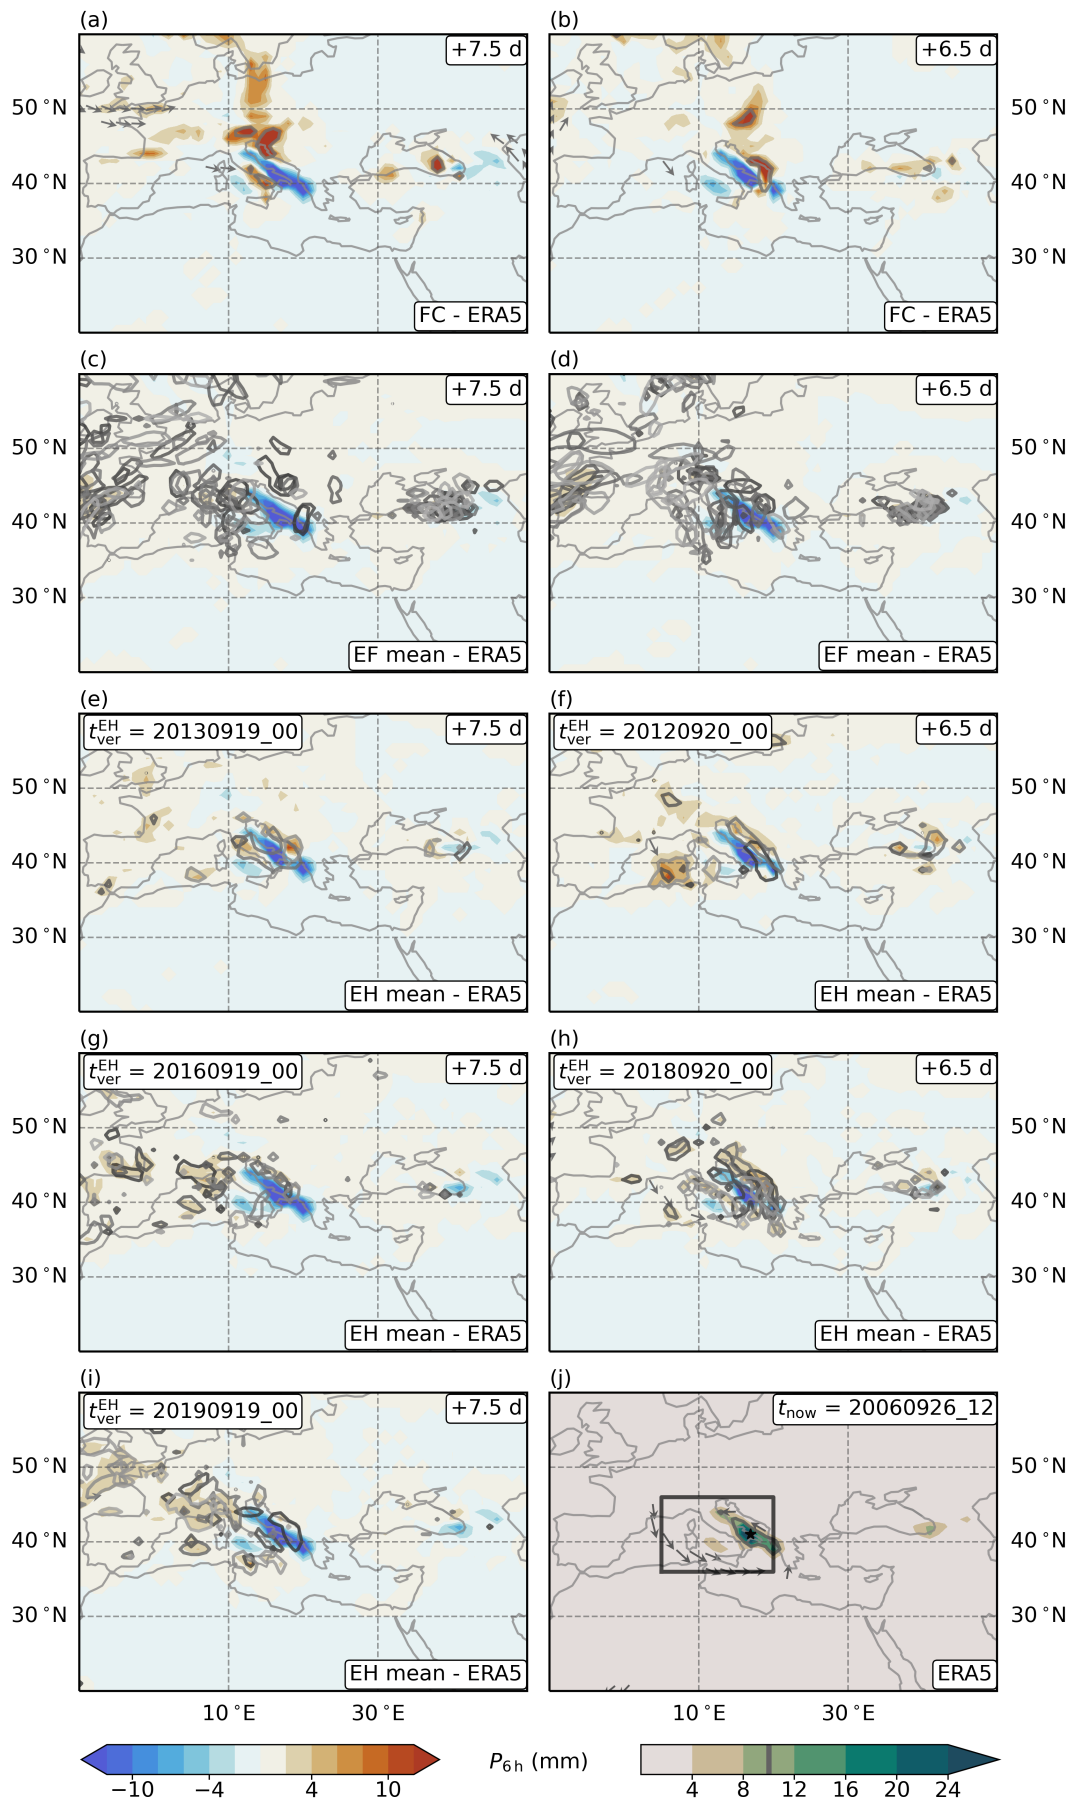 (a) (b)
+7.5 d +6.5 d
50°N 50°N
40°N 40°N
30°N 30°N
FC - ERA5 FC - ERA5
(c) (d)
+7.5 d +6.5 d
50°N 50°N
40°N 40°N
30°N 30°N
EF mean - ERA5 EF mean - ERA5
(e) (f)
t_ver^EH = 20130919_00 +7.5 d t_ver^EH = 20120920_00 +6.5 d
50°N 50°N
40°N 40°N
30°N 30°N
EH mean - ERA5 EH mean - ERA5
(g) (h)
t_ver^EH = 20160919_00 +7.5 d t_ver^EH = 20180920_00 +6.5 d
50°N 50°N
40°N 40°N
30°N 30°N
EH mean - ERA5 EH mean - ERA5
(i) (j)
t_ver^EH = 20190919_00 +7.5 d t_now = 20060926_12
50°N 50°N
40°N 40°N
30°N 30°N
EH mean - ERA5 ERA5
10°E 30°E 10°E 30°E
P_6h (mm)
−10 −4 4 10 4 8 12 16 20 24